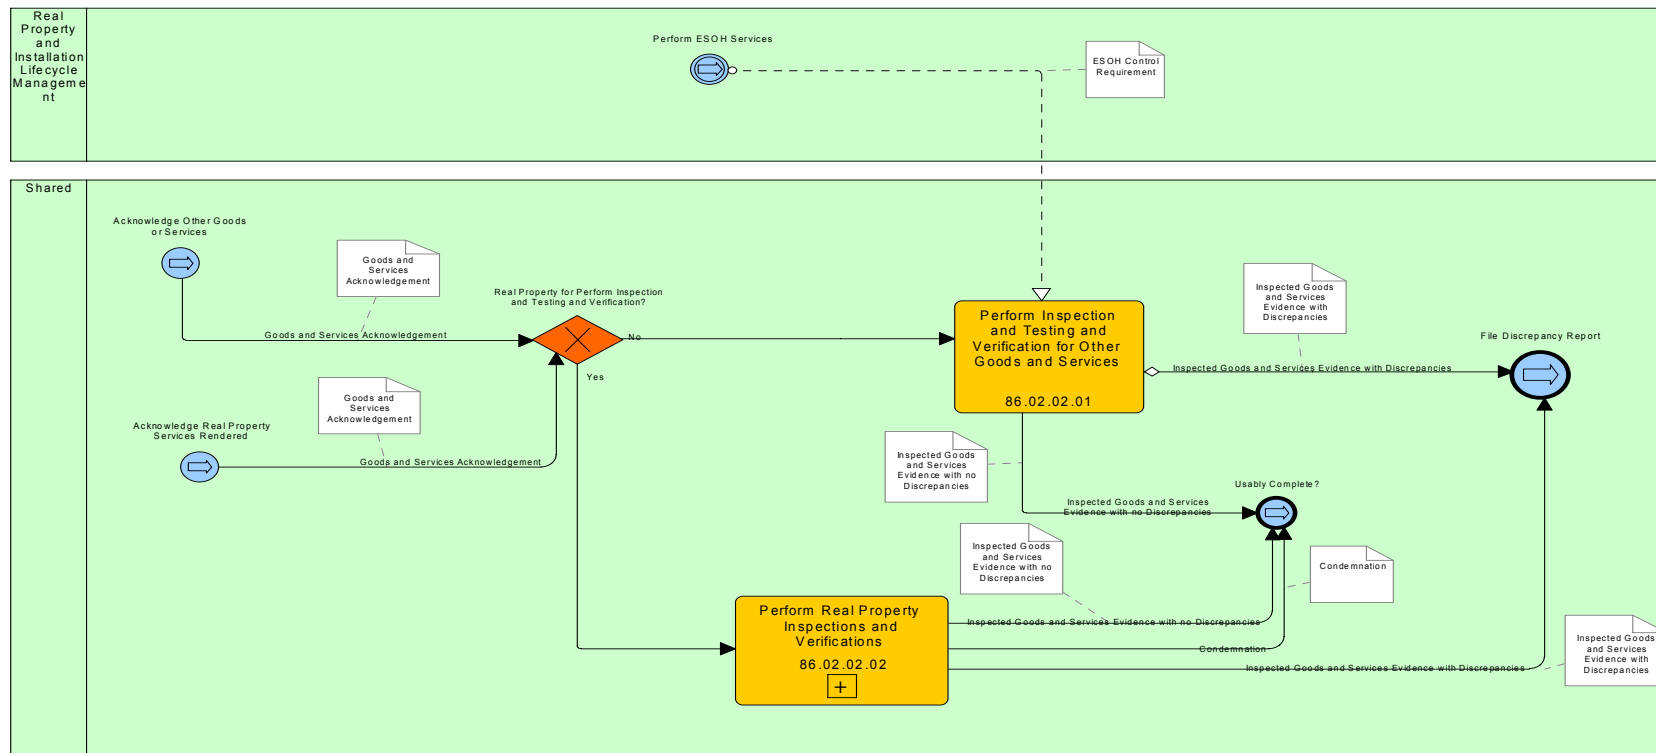 Real
Property
and
Installation
Lifecycle
Manageme
nt
Perform ESOH Services
ESOH Control
Requirement
Shared
Acknowledge Other Goods
or Services
Goods and
Services
Acknowledgement
Goods and Services Acknowledgement
Real Property for Perform Inspection
and Testing and Verification?
No
Yes
Goods and
Services
Acknowledgement
Acknowledge Real Property
Services Rendered
Goods and Services Acknowledgement
Perform Inspection
and Testing and
Verification for Other
Goods and Services
86.02.02.01
Inspected Goods
and Services
Evidence with
Discrepancies
File Discrepancy Report
Inspected Goods and Services Evidence with Discrepancies
Inspected Goods
and Services
Evidence with no
Discrepancies
Usably Complete?
Inspected Goods and Services
Evidence with no Discrepancies
Inspected Goods
and Services
Evidence with no
Discrepancies
Condemnation
Perform Real Property
Inspections and
Verifications
86.02.02.02
Inspected Goods and Services Evidence with no Discrepancies
Condemnation
Inspected Goods and Services Evidence with Discrepancies
Inspected Goods
and Services
Evidence with
Discrepancies